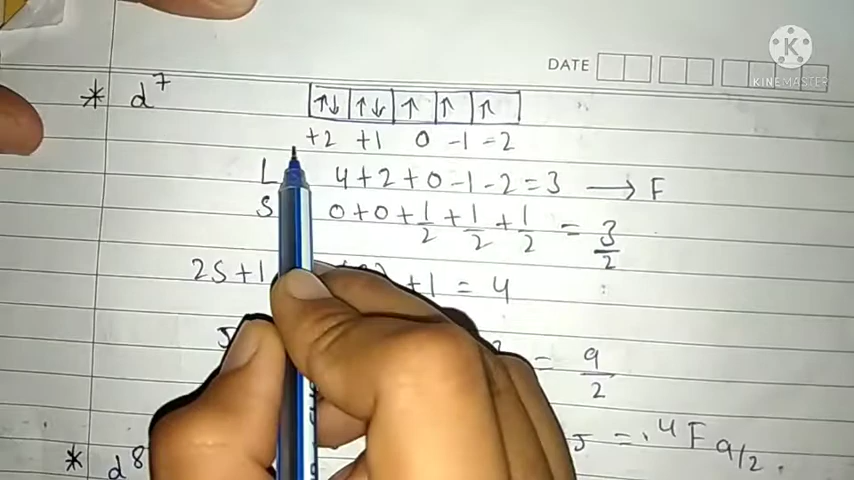 DATE
KINEMASTER
* d⁷ ↑↓ ↑↓ ↑ ↑ ↑
+2 +1 0 -1 -2
L 4+2+0-1-2=3 → F
S 0+0+1/2+1/2+1/2 = 3/2
2S+1 +1 = 4
= 9/2
J = ⁴F9/2.
* d⁸